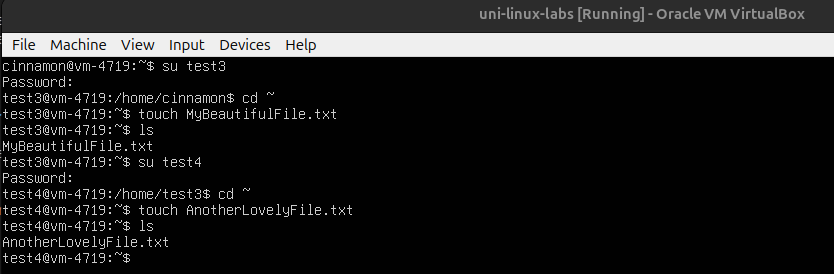 uni-linux-labs [Running] - Oracle VM VirtualBox
File Machine View Input Devices Help
cinnamon@vm-4719:~$ su test3
Password:
test3@vm-4719:/home/cinnamon$ cd ~
test3@vm-4719:~$ touch MyBeautifulFile.txt
test3@vm-4719:~$ ls
MyBeautifulFile.txt
test3@vm-4719:~$ su test4
Password:
test4@vm-4719:/home/test3$ cd ~
test4@vm-4719:~$ touch AnotherLovelyFile.txt
test4@vm-4719:~$ ls
AnotherLovelyFile.txt
test4@vm-4719:~$